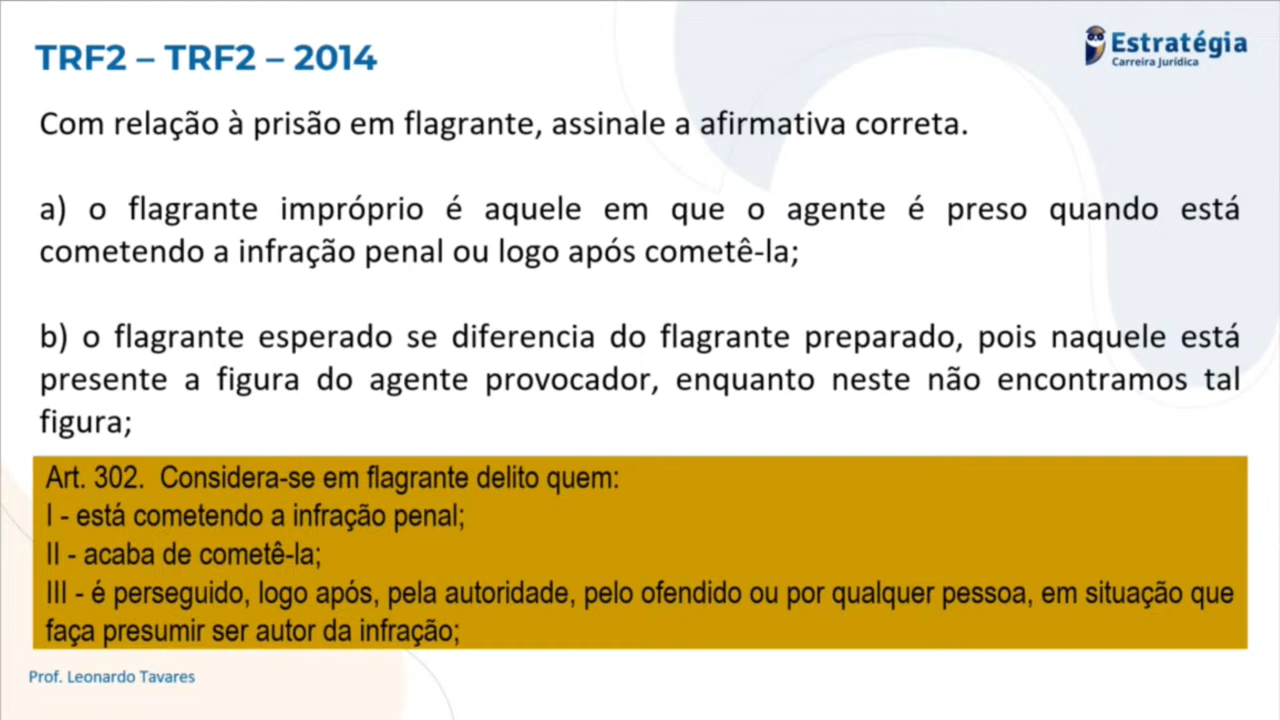 TRF2 – TRF2 – 2014
Estratégia
Carreira Jurídica
Com relação à prisão em flagrante, assinale a afirmativa correta.
a) o flagrante impróprio é aquele em que o agente é preso quando está
cometendo a infração penal ou logo após cometê-la;
b) o flagrante esperado se diferencia do flagrante preparado, pois naquele está
presente a figura do agente provocador, enquanto neste não encontramos tal
figura;
Art. 302. Considera-se em flagrante delito quem:
I - está cometendo a infração penal;
II - acaba de cometê-la;
III - é perseguido, logo após, pela autoridade, pelo ofendido ou por qualquer pessoa, em situação que
faça presumir ser autor da infração;
Prof. Leonardo Tavares